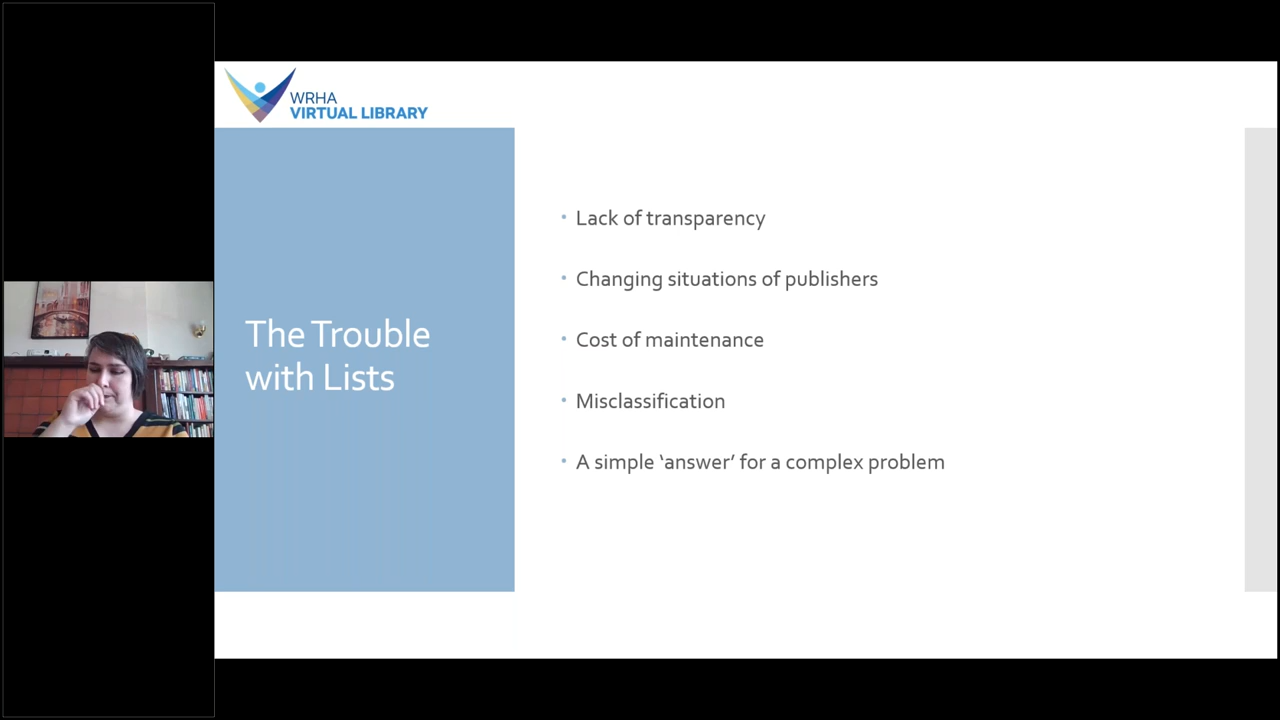 WRHA
VIRTUAL LIBRARY
The Trouble
with Lists
• Lack of transparency
• Changing situations of publishers
• Cost of maintenance
• Misclassification
• A simple ‘answer’ for a complex problem